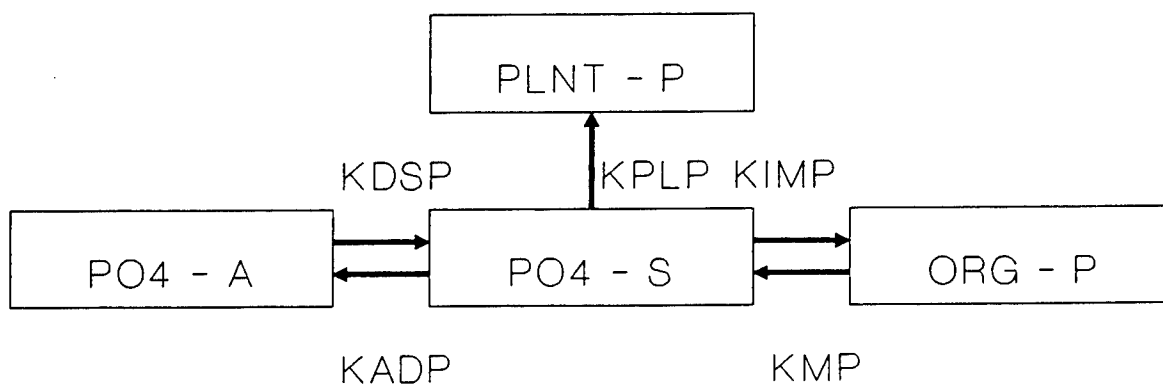 PLNT - P
KDSP
KPLP KIMP
PO4 - A
PO4 - S
ORG - P
KADP
KMP